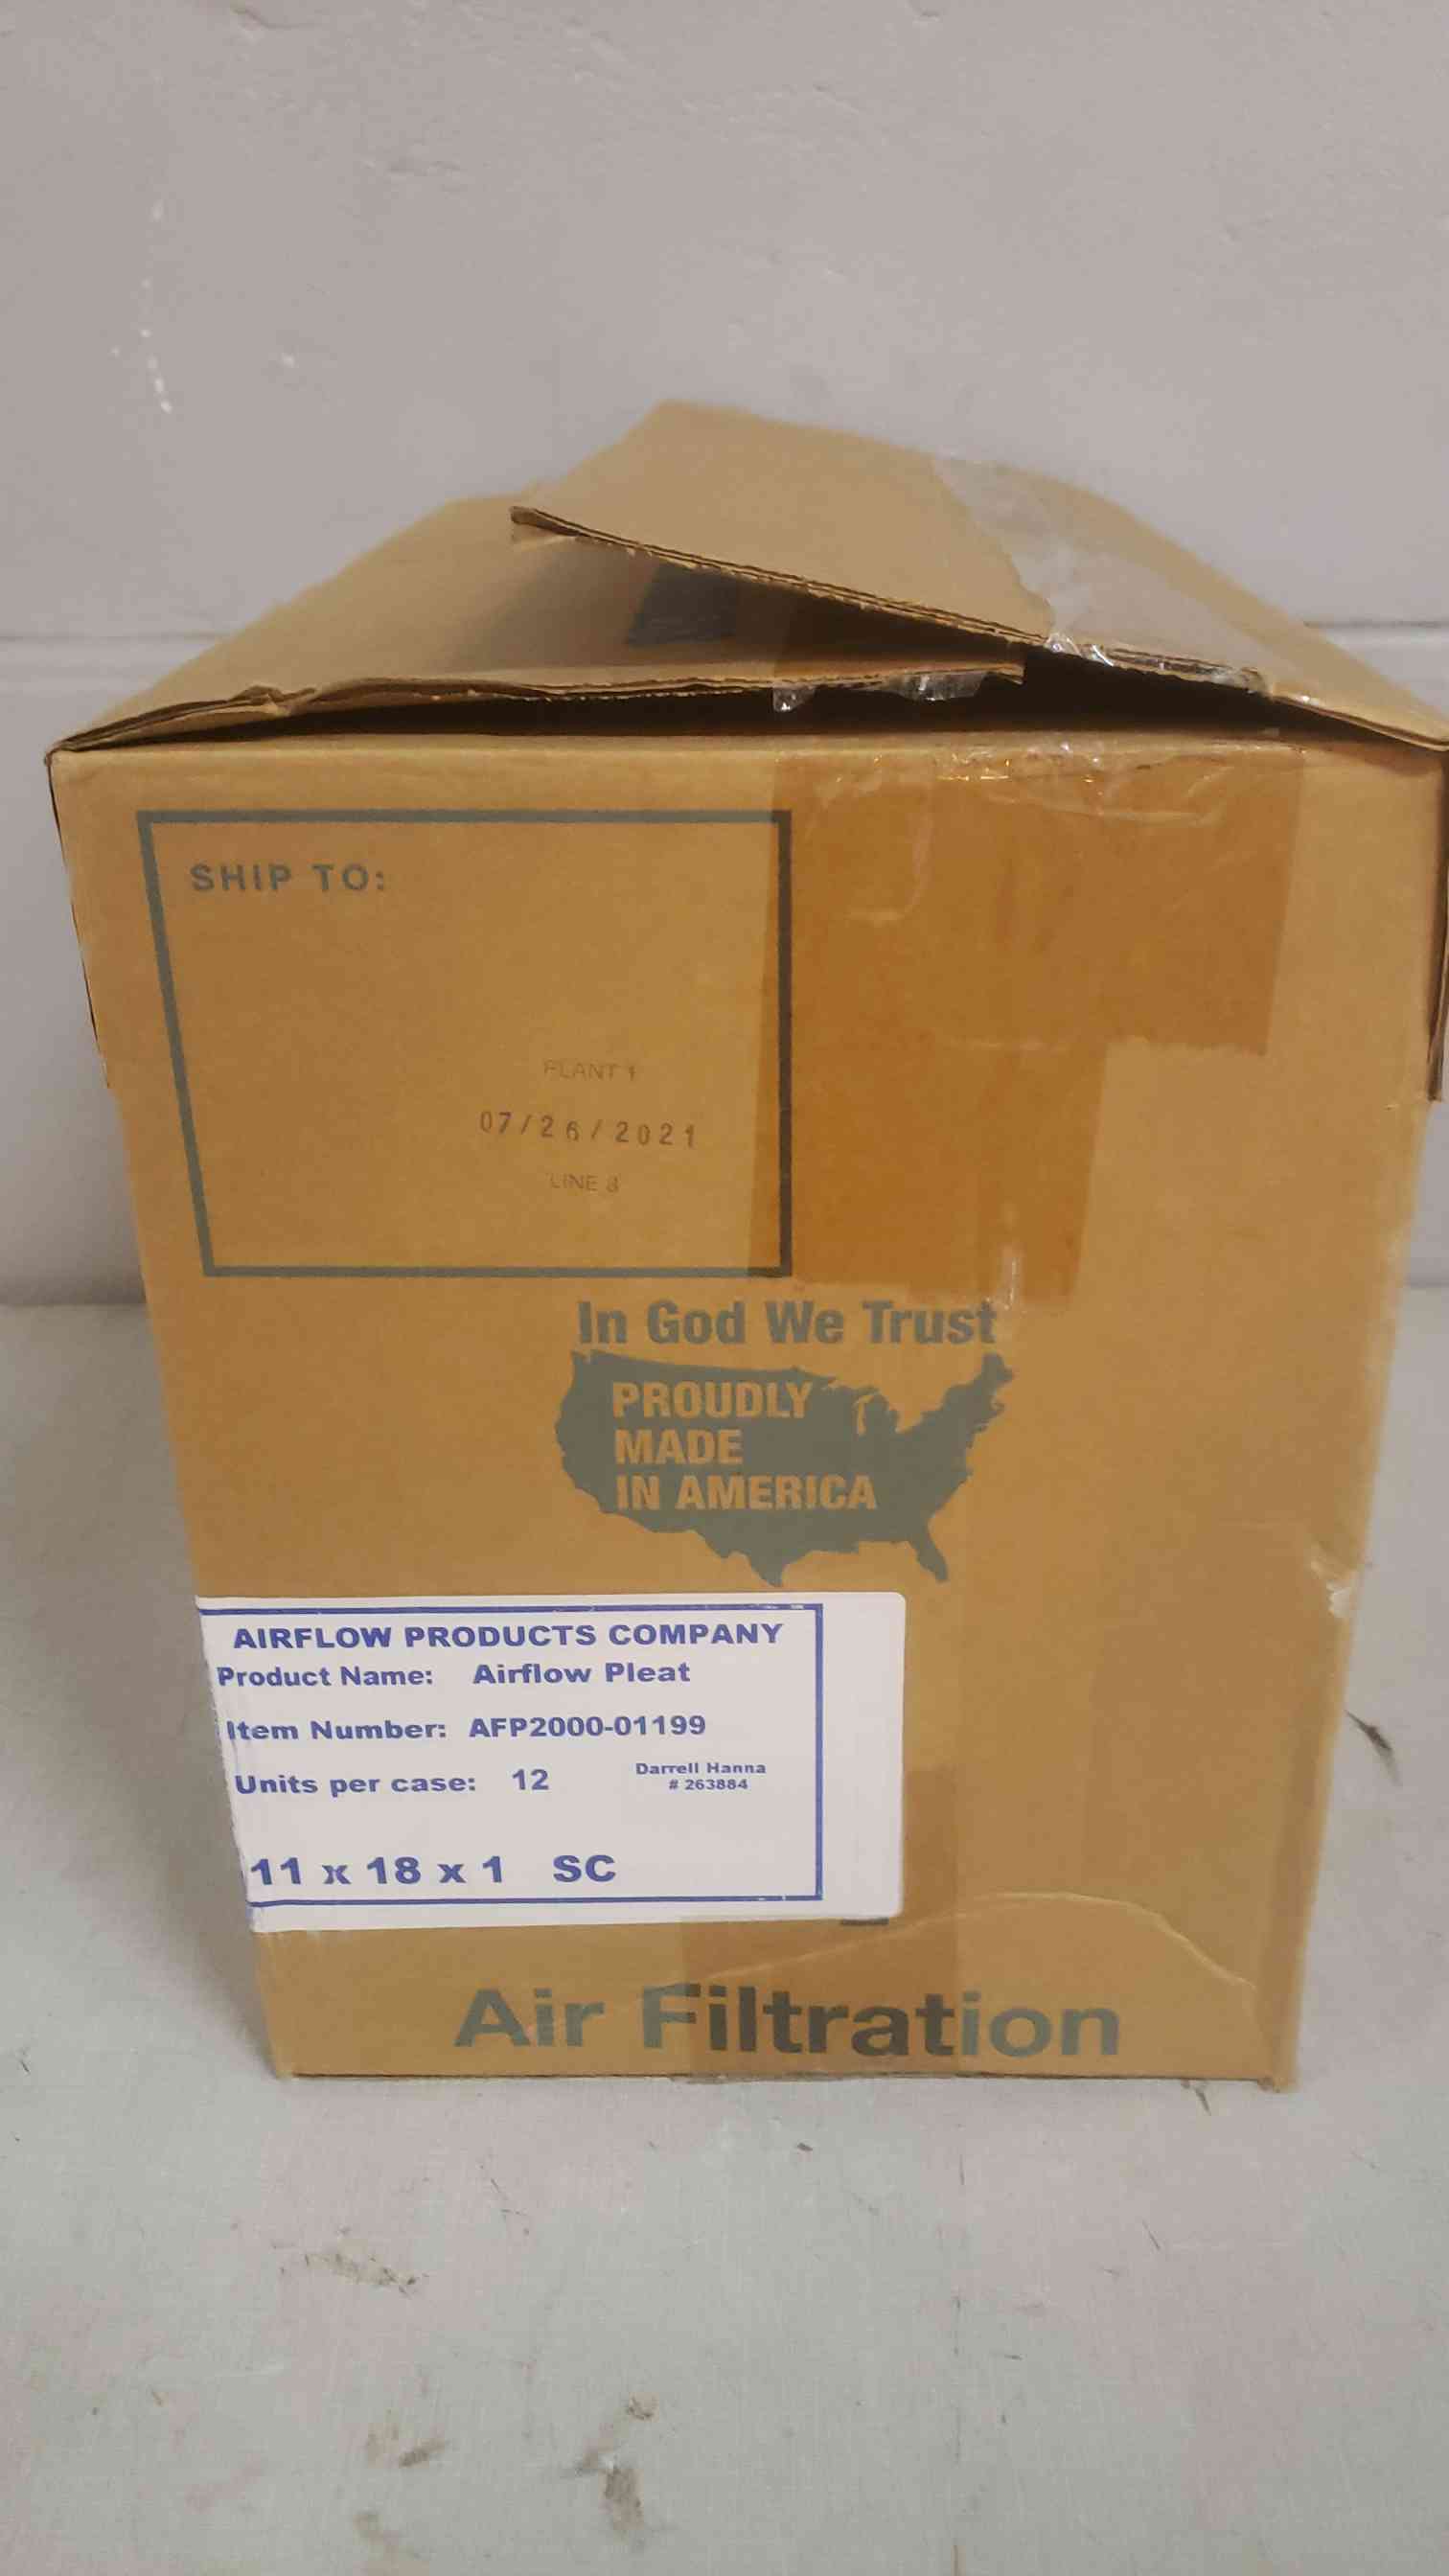 SHIP TO:
PLANT 1
07/26/2021
LINE 3
In God We Trust
PROUDLY
MADE
IN AMERICA
AIRFLOW PRODUCTS COMPANY
Product Name: Airflow Pleat
Item Number: AFP2000-01199
Units per case: 12
Darrell Hanna
# 263884
11 x 18 x 1 SC
Air Filtration